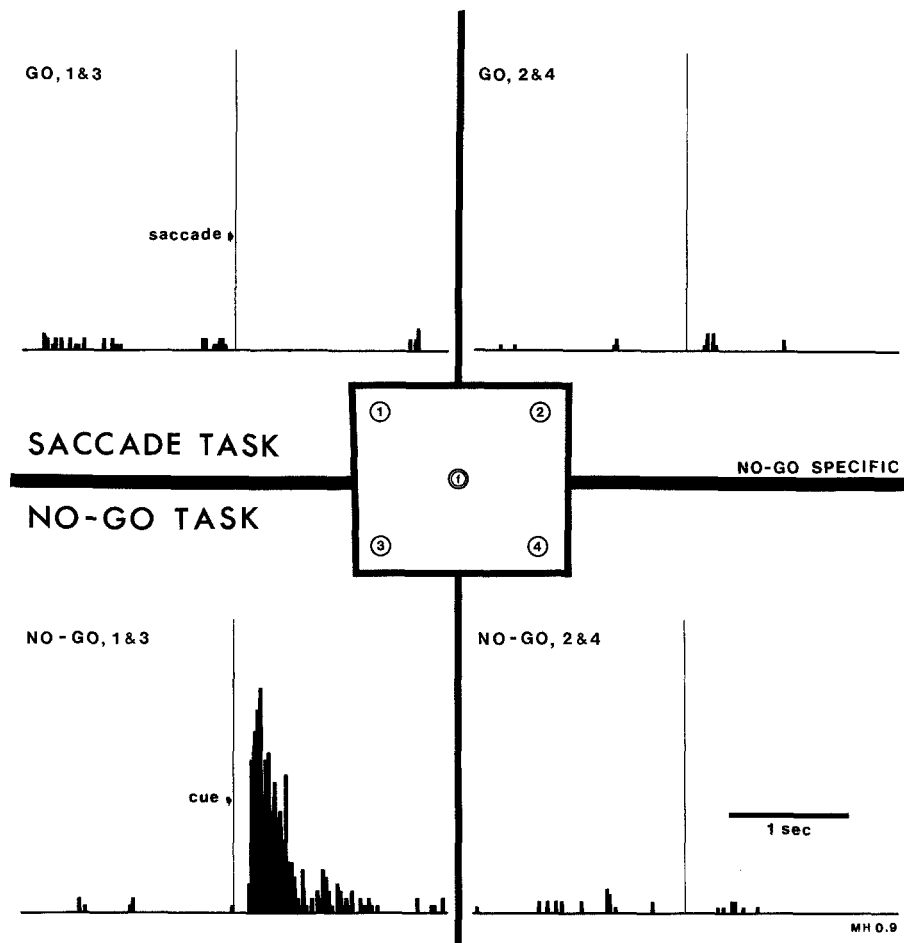 GO, 1&3
GO, 2&4
saccade
1
2
SACCADE TASK
f
NO-GO SPECIFIC
NO-GO TASK
3
4
NO-GO, 1&3
NO-GO, 2&4
cue
1 sec
MH 0.9